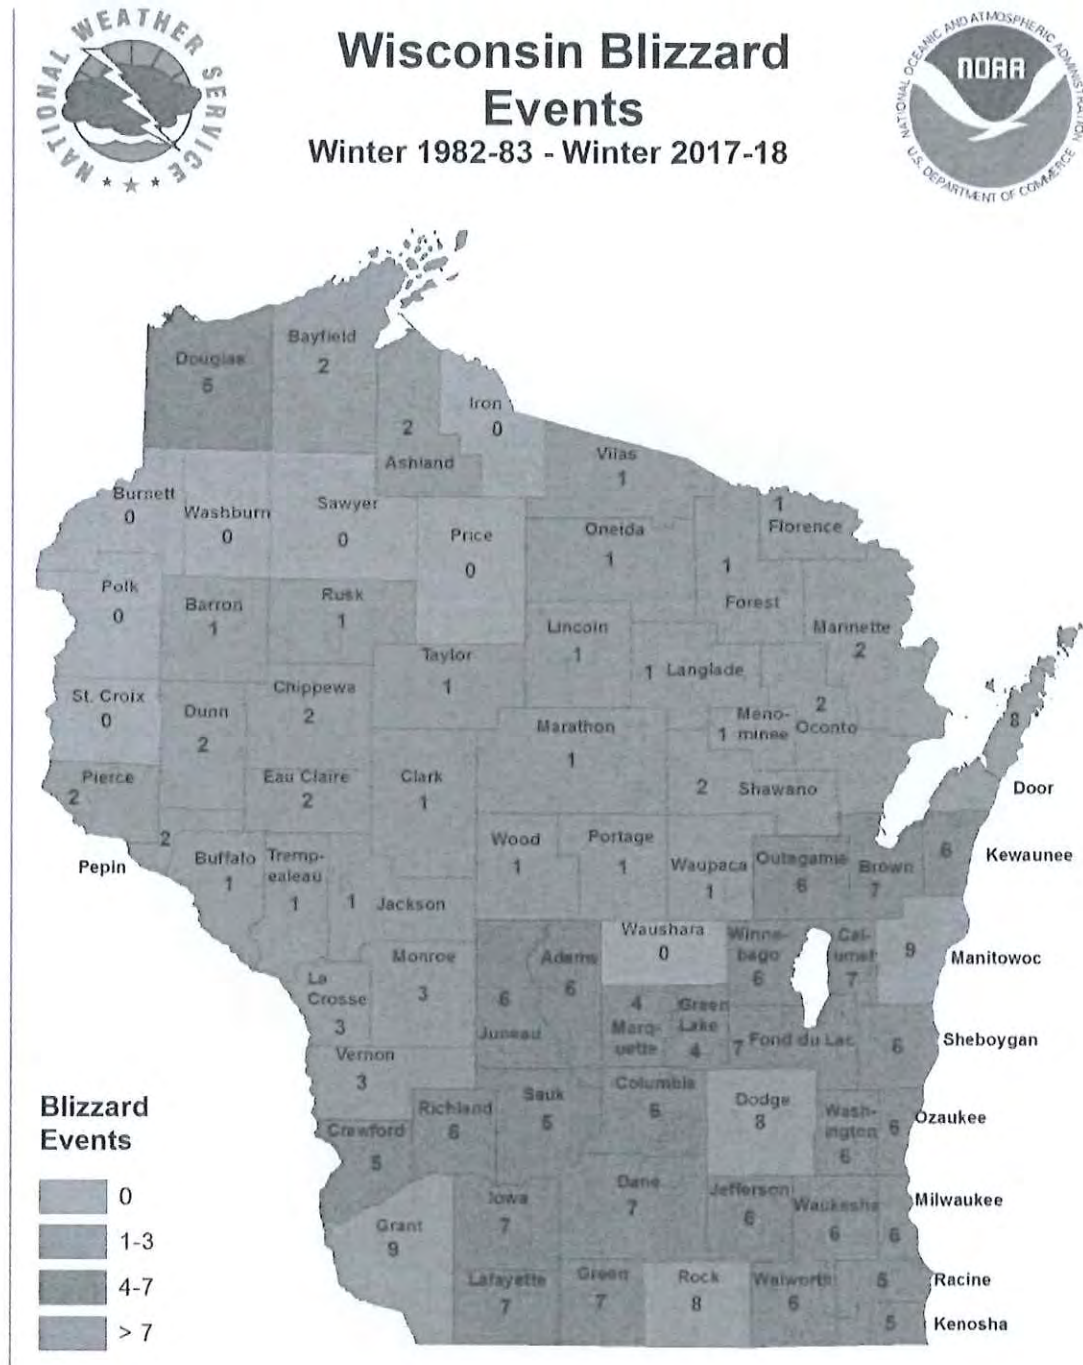 NATIONAL WEATHER SERVICE
Wisconsin Blizzard
Events
Winter 1982-83 - Winter 2017-18
NATIONAL OCEANIC AND ATMOSPHERIC ADMINISTRATION
NOAA
U.S. DEPARTMENT OF COMMERCE
Douglas
Bayfield
2
Iron
0
2
Ashland
Vilas
1
Burnett
0
Washburn
0
Sawyer
0
Price
0
Oneida
1
1
Florence
1
Forest
Polk
0
Barron
1
Rusk
1
Lincoln
1
Marinette
2
Taylor
1
1 Langlade
St. Croix
0
Dunn
2
Chippewa
2
Marathon
1
Meno-
1 minee
2
Oconto
8
Door
Pierce
2
Eau Claire
2
Clark
1
2 Shawano
2
Pepin
Buffalo
1
Tremp-
ealeau
1
1 Jackson
Wood
1
Portage
1
Waupaca
1
Outagamie
6
Brown
7
6
Kewaunee
Monroe
3
La
Crosse
3
6
Juneau
Adams
6
Waushara
0
Winne-
bago
6
Cal-
umet
7
9
Manitowoc
4
Marq-
uette
Green
Lake
4
7 Fond du Lac
6
Sheboygan
Vernon
3
Richland
6
Sauk
5
Columbia
6
Dodge
8
Wash-
ington
6
6
Ozaukee
Crawford
5
Grant
9
Iowa
7
Dane
7
Jefferson
6
Waukesha
6
6
Milwaukee
Lafayette
7
Green
7
Rock
8
Walworth
6
5
Racine
5
Kenosha
Blizzard
Events
0
1-3
4-7
> 7